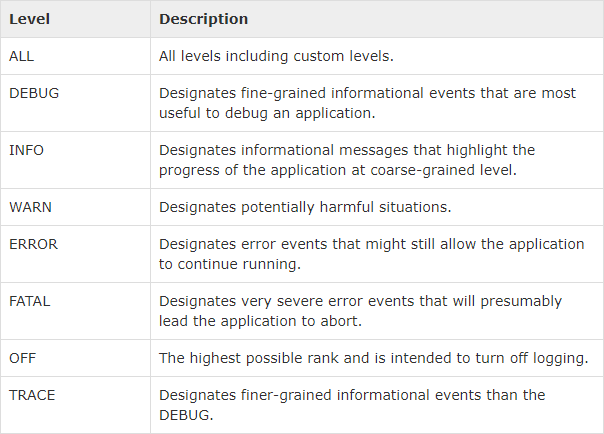 Level Description
ALL All levels including custom levels.
DEBUG Designates fine-grained informational events that are most
useful to debug an application.
INFO Designates informational messages that highlight the
progress of the application at coarse-grained level.
WARN Designates potentially harmful situations.
ERROR Designates error events that might still allow the application
to continue running.
FATAL Designates very severe error events that will presumably
lead the application to abort.
OFF The highest possible rank and is intended to turn off logging.
TRACE Designates finer-grained informational events than the
DEBUG.